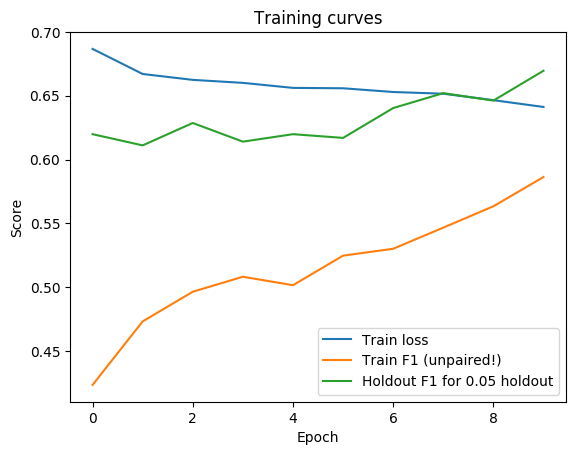 Training curves
0.70
0.65
0.60
0.55
0.50
0.45
Score
0 2 4 6 8
Epoch
Train loss
Train F1 (unpaired!)
Holdout F1 for 0.05 holdout